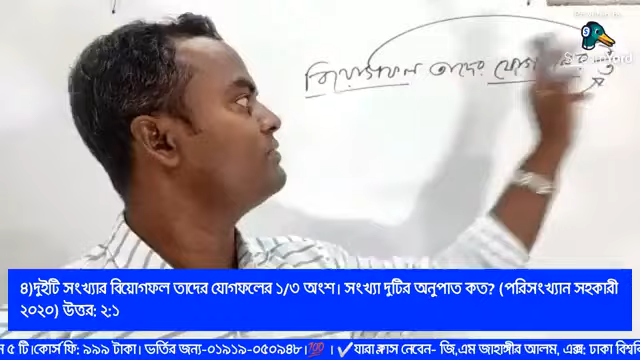 বিয়োগফল তাদের
৪)দুইটি সংখ্যার বিয়োগফল তাদের যোগফলের ১/৩ অংশ। সংখ্যা দুটির অনুপাত কত? (পরিসংখ্যান সহকারী
২০২০) উত্তর: ২:১
৫ টি।কোর্স ফি: ৯৯৯ টাকা। ভর্তির জন্য-০১৯১৯-০৫০৯৪৮। 💯 । ✔যারা ক্লাস নেবেন- জি.এম জাহাঙ্গীর আলম, এক্স: ঢাকা